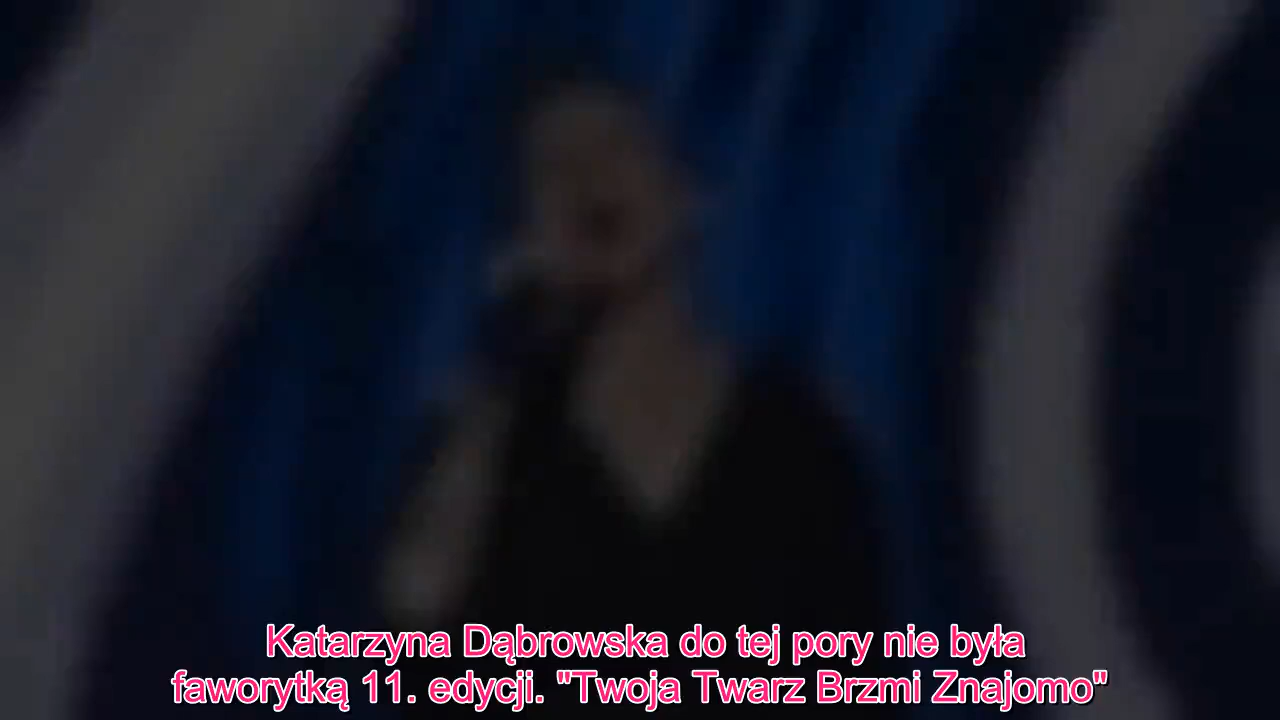 Katarzyna Dąbrowska do tej pory nie była
faworytką 11. edycji. "Twoja Twarz Brzmi Znajomo"